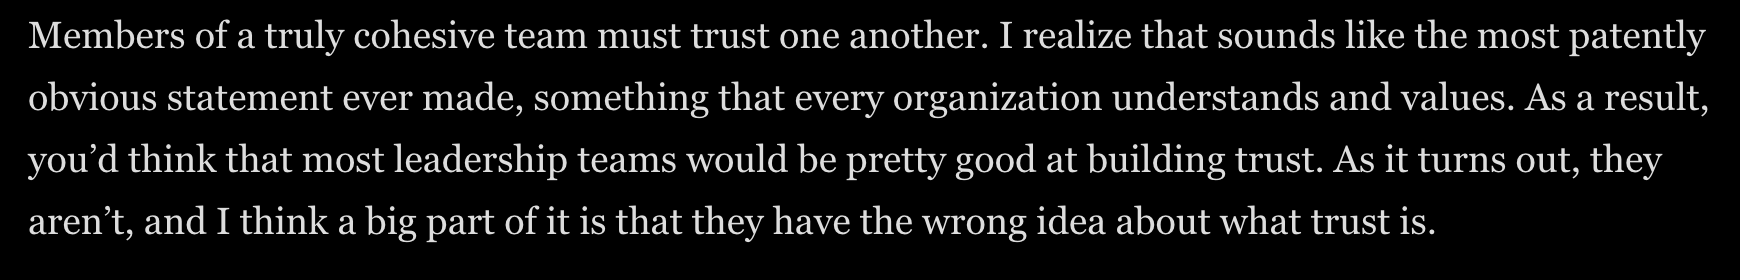 Members of a truly cohesive team must trust one another. I realize that sounds like the most patently
obvious statement ever made, something that every organization understands and values. As a result,
you’d think that most leadership teams would be pretty good at building trust. As it turns out, they
aren’t, and I think a big part of it is that they have the wrong idea about what trust is.